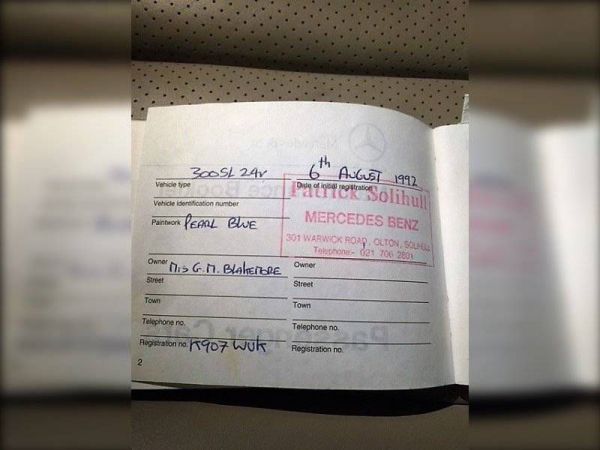 300SL 24v
6th AUGUST 1992
Vehicle type
Date of initial registration
Patrick Solihull
Vehicle identification number
MERCEDES BENZ
Paintwork PEARL BLUE
301 WARWICK ROAD, OLTON, SOLIHULL
Telephone:- 021 706 2801
Owner G.M. BLAKEMORE
Owner
Street
Street
Town
Town
Telephone no.
Telephone no.
Registration no. K907 WUK
Registration no.
2